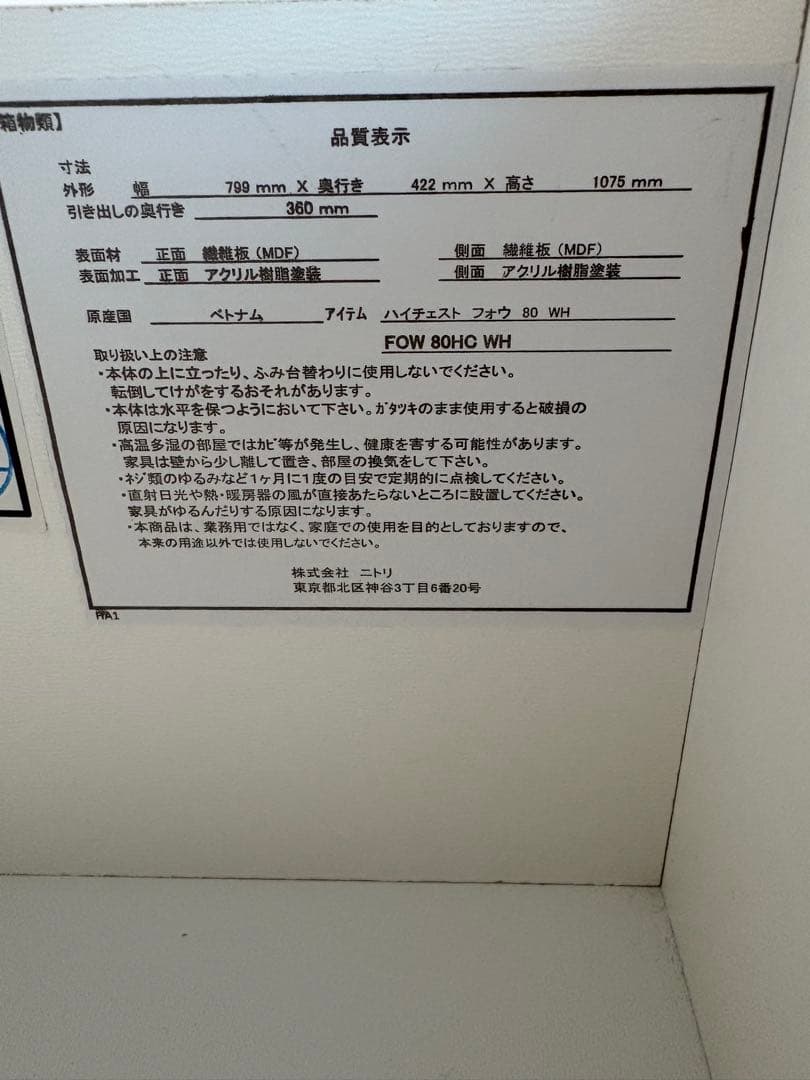 箱物類】
品質表示
寸法
外形 幅 799 mm X 奥行き 422 mm X 高さ 1075 mm
引き出しの奥行き 360 mm
表面材 正面 繊維板(MDF) 側面 繊維板(MDF)
表面加工 正面 アクリル樹脂塗装 側面 アクリル樹脂塗装
原産国 ベトナム アイテム ハイチェスト フォウ 80 WH
FOW 80HC WH
取り扱い上の注意
・本体の上に立ったり、ふみ台替わりに使用しないでください。
転倒してけがをするおそれがあります。
・本体は水平を保つようにおいて下さい。ｶﾞﾀﾂｷのまま使用すると破損の
原因になります。
・高温多湿の部屋ではｶﾋﾞ等が発生し、健康を害する可能性があります。
家具は壁から少し離して置き、部屋の換気をして下さい。
・ﾈｼﾞ類のゆるみなど1ヶ月に1度の目安で定期的に点検してください。
・直射日光や熱・暖房器の風が直接あたらないところに設置してください。
家具がゆるんだりする原因になります。
・本商品は、業務用ではなく、家庭での使用を目的としておりますので、
本来の用途以外では使用しないでください。
株式会社 ニトリ
東京都北区神谷3丁目6番20号